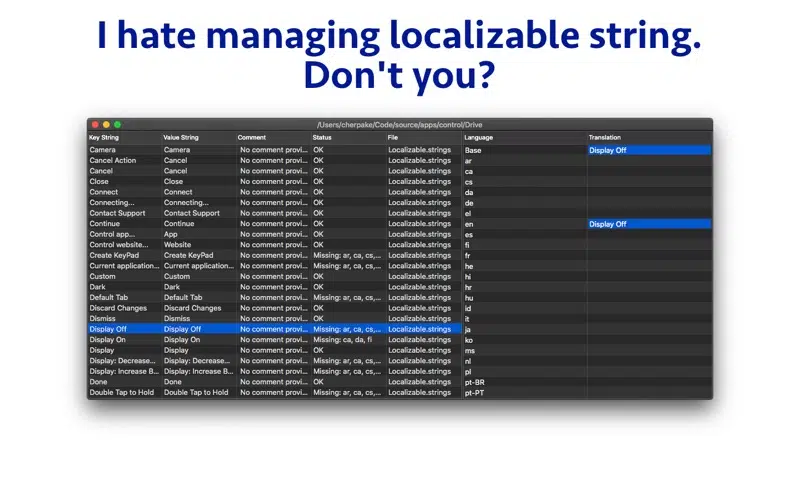 I hate managing localizable string.
Don't you?
/Users/cherpake/Code/source/apps/control/Drive
Key String Value String Comment Status File Language Translation
Camera Camera No comment provi... OK Localizable.strings Base Display Off
Cancel Action Cancel No comment provi... OK Localizable.strings ar
Cancel Cancel No comment provi... OK Localizable.strings ca
Close Close No comment provi... OK Localizable.strings cs
Connect Connect No comment provi... OK Localizable.strings da
Connecting... Connecting... No comment provi... OK Localizable.strings de
Contact Support Contact Support No comment provi... OK Localizable.strings el
Continue Continue No comment provi... OK Localizable.strings en Display Off
Control app... App No comment provi... OK Localizable.strings es
Control website... Website No comment provi... OK Localizable.strings fi
Create KeyPad Create KeyPad No comment provi... Missing: ar, ca, cs,... Localizable.strings fr
Current application... Current application... No comment provi... Missing: ar, ca, cs,... Localizable.strings he
Custom Custom No comment provi... OK Localizable.strings hi
Dark Dark No comment provi... OK Localizable.strings hr
Default Tab Default Tab No comment provi... Missing: ar, ca, cs,... Localizable.strings hu
Discard Changes Discard Changes No comment provi... OK Localizable.strings id
Dismiss Dismiss No comment provi... OK Localizable.strings it
Display Off Display Off No comment provi... Missing: ar, ca, cs,... Localizable.strings ja
Display On Display On No comment provi... Missing: ca, da, fi Localizable.strings ko
Display Display No comment provi... OK Localizable.strings ms
Display: Decrease... Display: Decrease... No comment provi... Missing: ar, ca, cs,... Localizable.strings nl
Display: Increase B... Display: Increase B... No comment provi... Missing: ar, ca, cs,... Localizable.strings pl
Done Done No comment provi... OK Localizable.strings pt-BR
Double Tap to Hold Double Tap to Hold No comment provi... Missing: ar, ca, cs,... Localizable.strings pt-PT